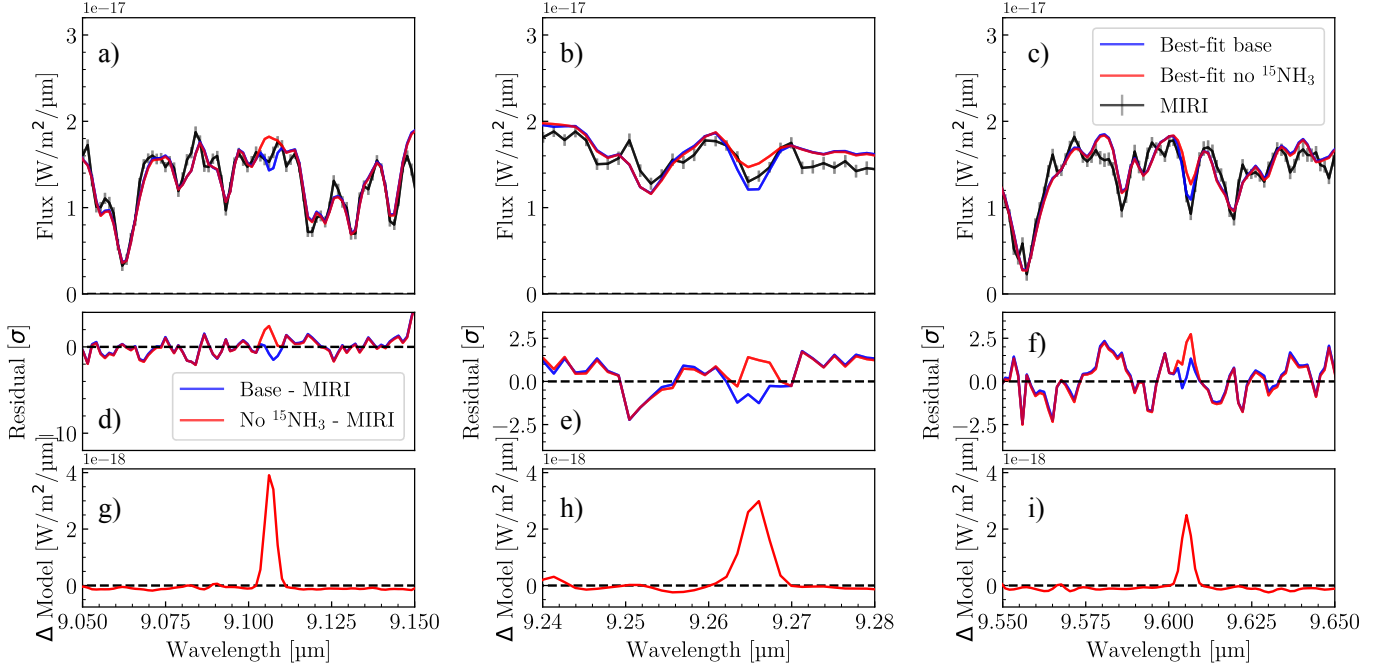 1e−17
1e−17
1e−17
a)
b)
c)
Best-fit base
Best-fit no ¹⁵NH₃
MIRI
3
2
1
0
3
2
1
0
3
2
1
0
Flux [W/m²/µm]
Flux [W/m²/µm]
Flux [W/m²/µm]
0
10
Residual [σ]
d)
Base - MIRI
No ¹⁵NH₃ - MIRI
2.5
0.0
−2.5
Residual [σ]
e)
2.5
0.0
−2.5
Residual [σ]
f)
1e−18
1e−18
1e−18
4
2
0
Δ Model [W/m²/µm]
g)
4
2
0
Δ Model [W/m²/µm]
h)
4
2
0
Δ Model [W/m²/µm]
i)
9.050 9.075 9.100 9.125 9.150
9.24 9.25 9.26 9.27 9.28
9.550 9.575 9.600 9.625 9.650
Wavelength [µm]
Wavelength [µm]
Wavelength [µm]